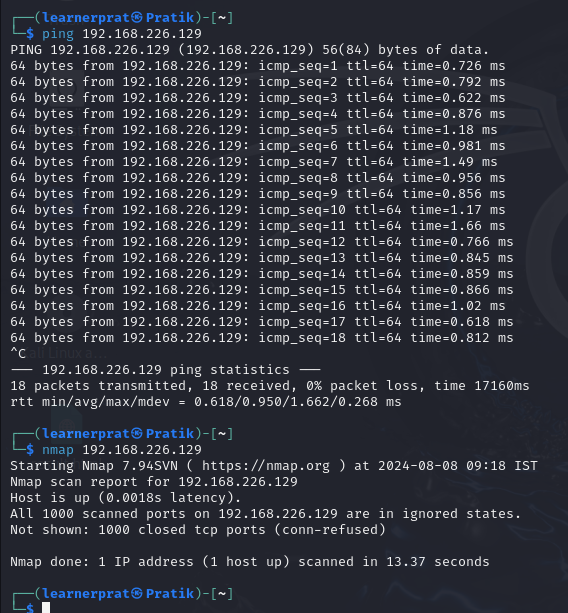 ┌──(learnerprat㉿Pratik)-[~]
└─$ ping 192.168.226.129
PING 192.168.226.129 (192.168.226.129) 56(84) bytes of data.
64 bytes from 192.168.226.129: icmp_seq=1 ttl=64 time=0.726 ms
64 bytes from 192.168.226.129: icmp_seq=2 ttl=64 time=0.792 ms
64 bytes from 192.168.226.129: icmp_seq=3 ttl=64 time=0.622 ms
64 bytes from 192.168.226.129: icmp_seq=4 ttl=64 time=0.876 ms
64 bytes from 192.168.226.129: icmp_seq=5 ttl=64 time=1.18 ms
64 bytes from 192.168.226.129: icmp_seq=6 ttl=64 time=0.981 ms
64 bytes from 192.168.226.129: icmp_seq=7 ttl=64 time=1.49 ms
64 bytes from 192.168.226.129: icmp_seq=8 ttl=64 time=0.956 ms
64 bytes from 192.168.226.129: icmp_seq=9 ttl=64 time=0.856 ms
64 bytes from 192.168.226.129: icmp_seq=10 ttl=64 time=1.17 ms
64 bytes from 192.168.226.129: icmp_seq=11 ttl=64 time=1.66 ms
64 bytes from 192.168.226.129: icmp_seq=12 ttl=64 time=0.766 ms
64 bytes from 192.168.226.129: icmp_seq=13 ttl=64 time=0.845 ms
64 bytes from 192.168.226.129: icmp_seq=14 ttl=64 time=0.859 ms
64 bytes from 192.168.226.129: icmp_seq=15 ttl=64 time=0.866 ms
64 bytes from 192.168.226.129: icmp_seq=16 ttl=64 time=1.02 ms
64 bytes from 192.168.226.129: icmp_seq=17 ttl=64 time=0.618 ms
64 bytes from 192.168.226.129: icmp_seq=18 ttl=64 time=0.812 ms
^C
--- 192.168.226.129 ping statistics ---
18 packets transmitted, 18 received, 0% packet loss, time 17160ms
rtt min/avg/max/mdev = 0.618/0.950/1.662/0.268 ms
┌──(learnerprat㉿Pratik)-[~]
└─$ nmap 192.168.226.129
Starting Nmap 7.94SVN ( https://nmap.org ) at 2024-08-08 09:18 IST
Nmap scan report for 192.168.226.129
Host is up (0.0018s latency).
All 1000 scanned ports on 192.168.226.129 are in ignored states.
Not shown: 1000 closed tcp ports (conn-refused)
Nmap done: 1 IP address (1 host up) scanned in 13.37 seconds
┌──(learnerprat㉿Pratik)-[~]
└─$